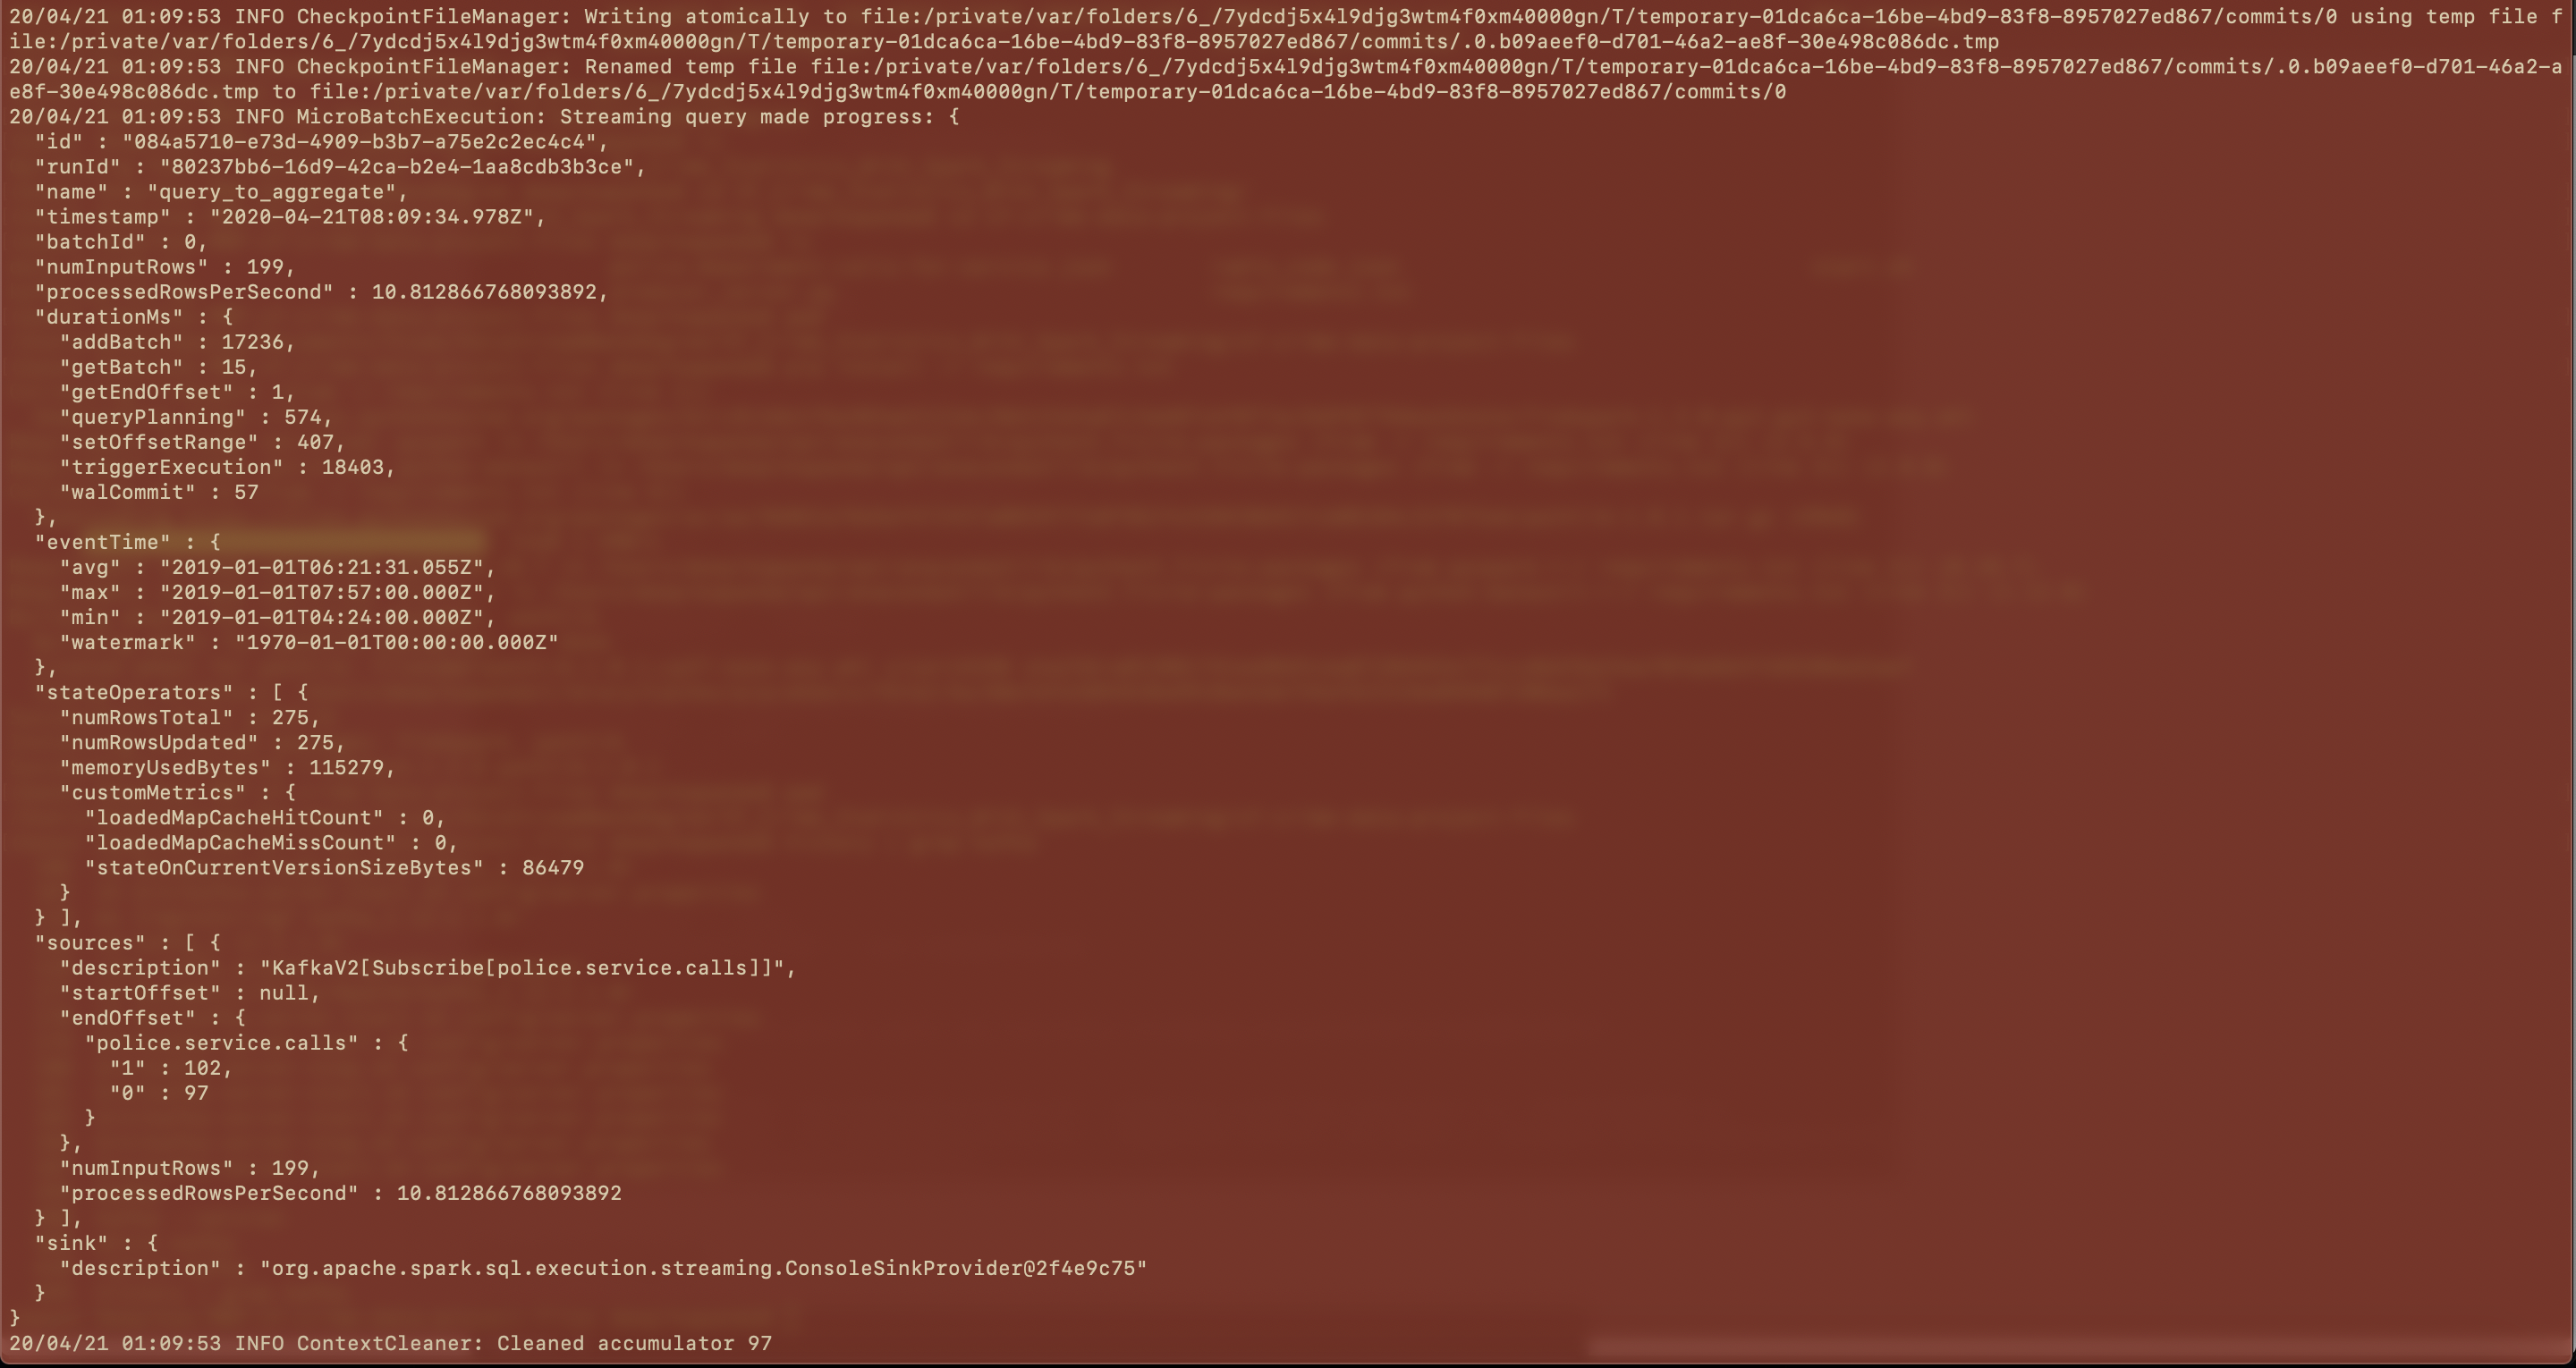 20/04/21 01:09:53 INFO CheckpointFileManager: Writing atomically to file:/private/var/folders/6_/7ydcdj5x4l9djg3wtm4f0xm40000gn/T/temporary-01dca6ca-16be-4bd9-83f8-8957027ed867/commits/0 using temp file f
ile:/private/var/folders/6_/7ydcdj5x4l9djg3wtm4f0xm40000gn/T/temporary-01dca6ca-16be-4bd9-83f8-8957027ed867/commits/.0.b09aeef0-d701-46a2-ae8f-30e498c086dc.tmp
20/04/21 01:09:53 INFO CheckpointFileManager: Renamed temp file file:/private/var/folders/6_/7ydcdj5x4l9djg3wtm4f0xm40000gn/T/temporary-01dca6ca-16be-4bd9-83f8-8957027ed867/commits/.0.b09aeef0-d701-46a2-a
e8f-30e498c086dc.tmp to file:/private/var/folders/6_/7ydcdj5x4l9djg3wtm4f0xm40000gn/T/temporary-01dca6ca-16be-4bd9-83f8-8957027ed867/commits/0
20/04/21 01:09:53 INFO MicroBatchExecution: Streaming query made progress: {
  "id" : "084a5710-e73d-4909-b3b7-a75e2c2ec4c4",
  "runId" : "80237bb6-16d9-42ca-b2e4-1aa8cdb3b3ce",
  "name" : "query_to_aggregate",
  "timestamp" : "2020-04-21T08:09:34.978Z",
  "batchId" : 0,
  "numInputRows" : 199,
  "processedRowsPerSecond" : 10.812866768093892,
  "durationMs" : {
    "addBatch" : 17236,
    "getBatch" : 15,
    "getEndOffset" : 1,
    "queryPlanning" : 574,
    "setOffsetRange" : 407,
    "triggerExecution" : 18403,
    "walCommit" : 57
  },
  "eventTime" : {
    "avg" : "2019-01-01T06:21:31.055Z",
    "max" : "2019-01-01T07:57:00.000Z",
    "min" : "2019-01-01T04:24:00.000Z",
    "watermark" : "1970-01-01T00:00:00.000Z"
  },
  "stateOperators" : [ {
    "numRowsTotal" : 275,
    "numRowsUpdated" : 275,
    "memoryUsedBytes" : 115279,
    "customMetrics" : {
      "loadedMapCacheHitCount" : 0,
      "loadedMapCacheMissCount" : 0,
      "stateOnCurrentVersionSizeBytes" : 86479
    }
  } ],
  "sources" : [ {
    "description" : "KafkaV2[Subscribe[police.service.calls]]",
    "startOffset" : null,
    "endOffset" : {
      "police.service.calls" : {
        "1" : 102,
        "0" : 97
      }
    },
    "numInputRows" : 199,
    "processedRowsPerSecond" : 10.812866768093892
  } ],
  "sink" : {
    "description" : "org.apache.spark.sql.execution.streaming.ConsoleSinkProvider@2f4e9c75"
  }
}
20/04/21 01:09:53 INFO ContextCleaner: Cleaned accumulator 97